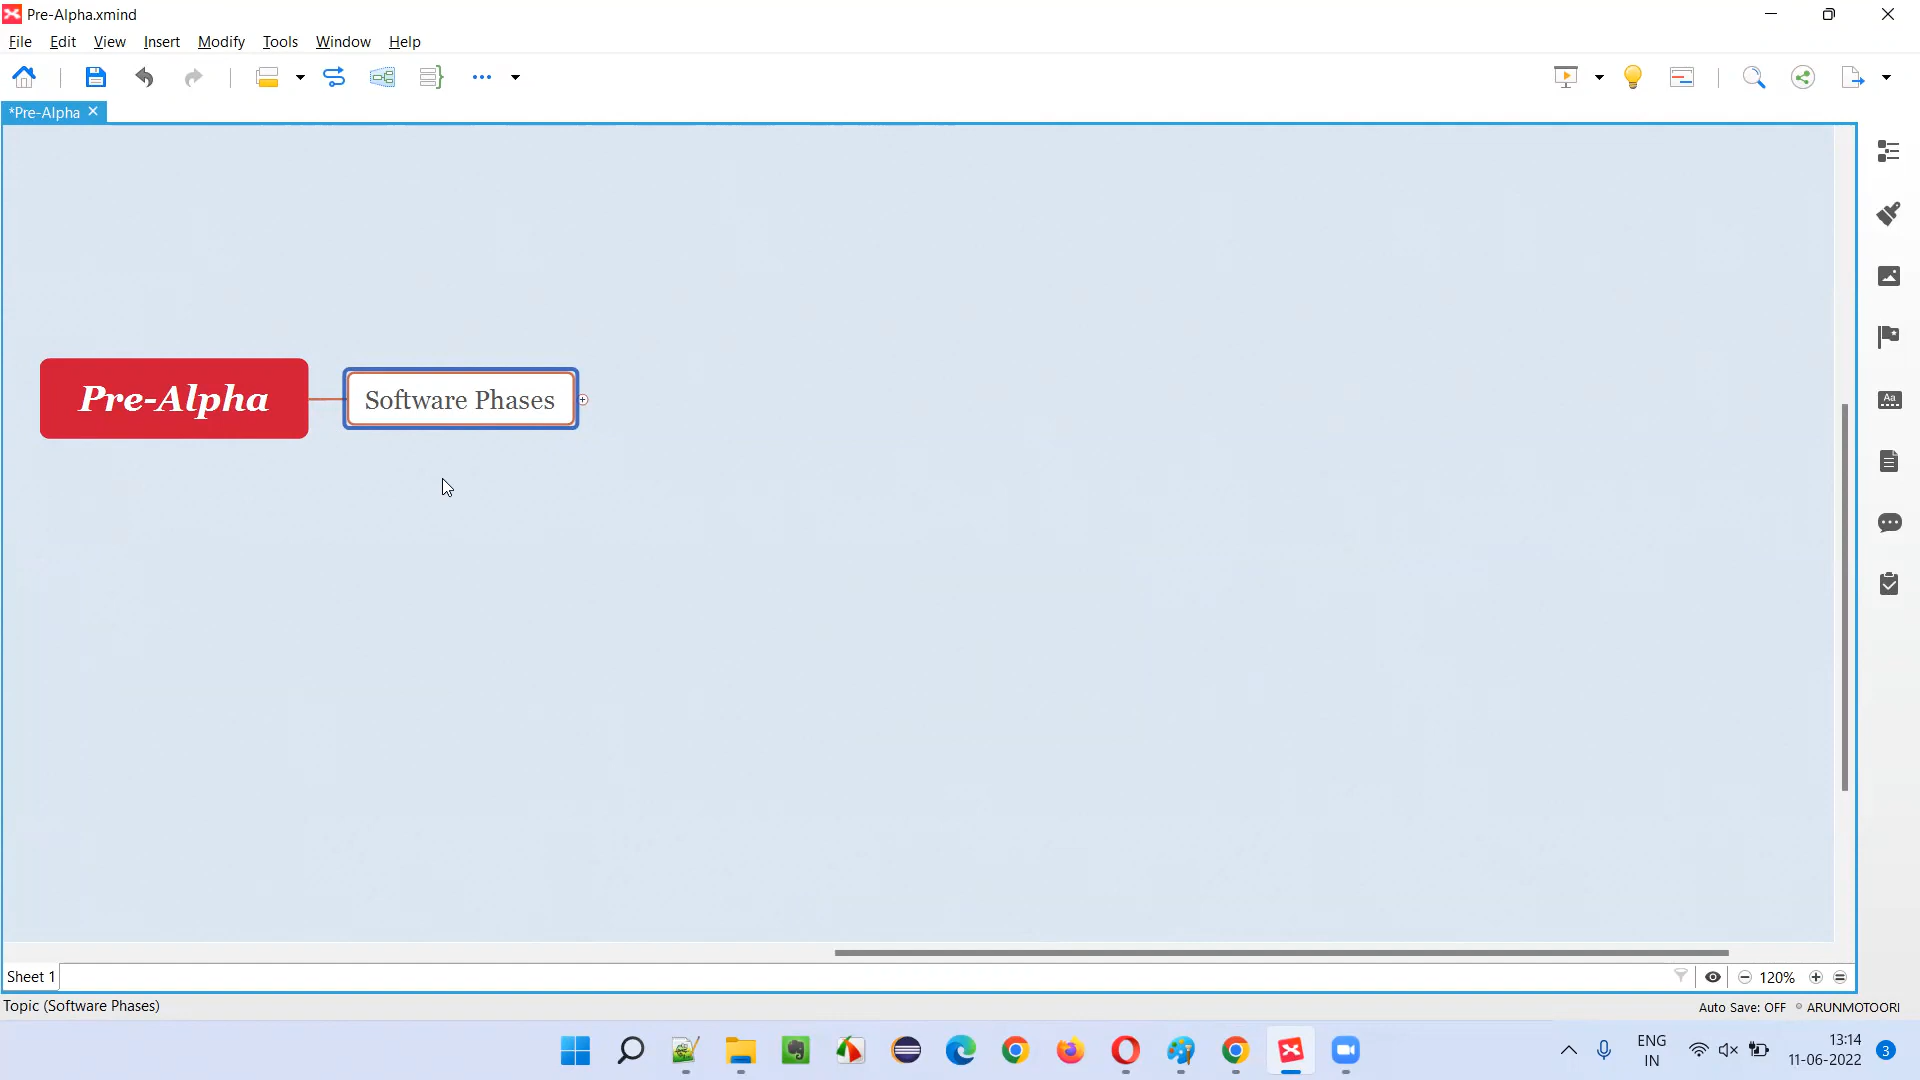 Pre-Alpha.xmind
File Edit View Insert Modify Tools Window Help
*Pre-Alpha
Pre-Alpha
Software Phases
Aa
Sheet 1
120%
Topic (Software Phases)
Auto Save: OFF
ARUNMOTOORI
ENG
IN
13:14
11-06-2022
3